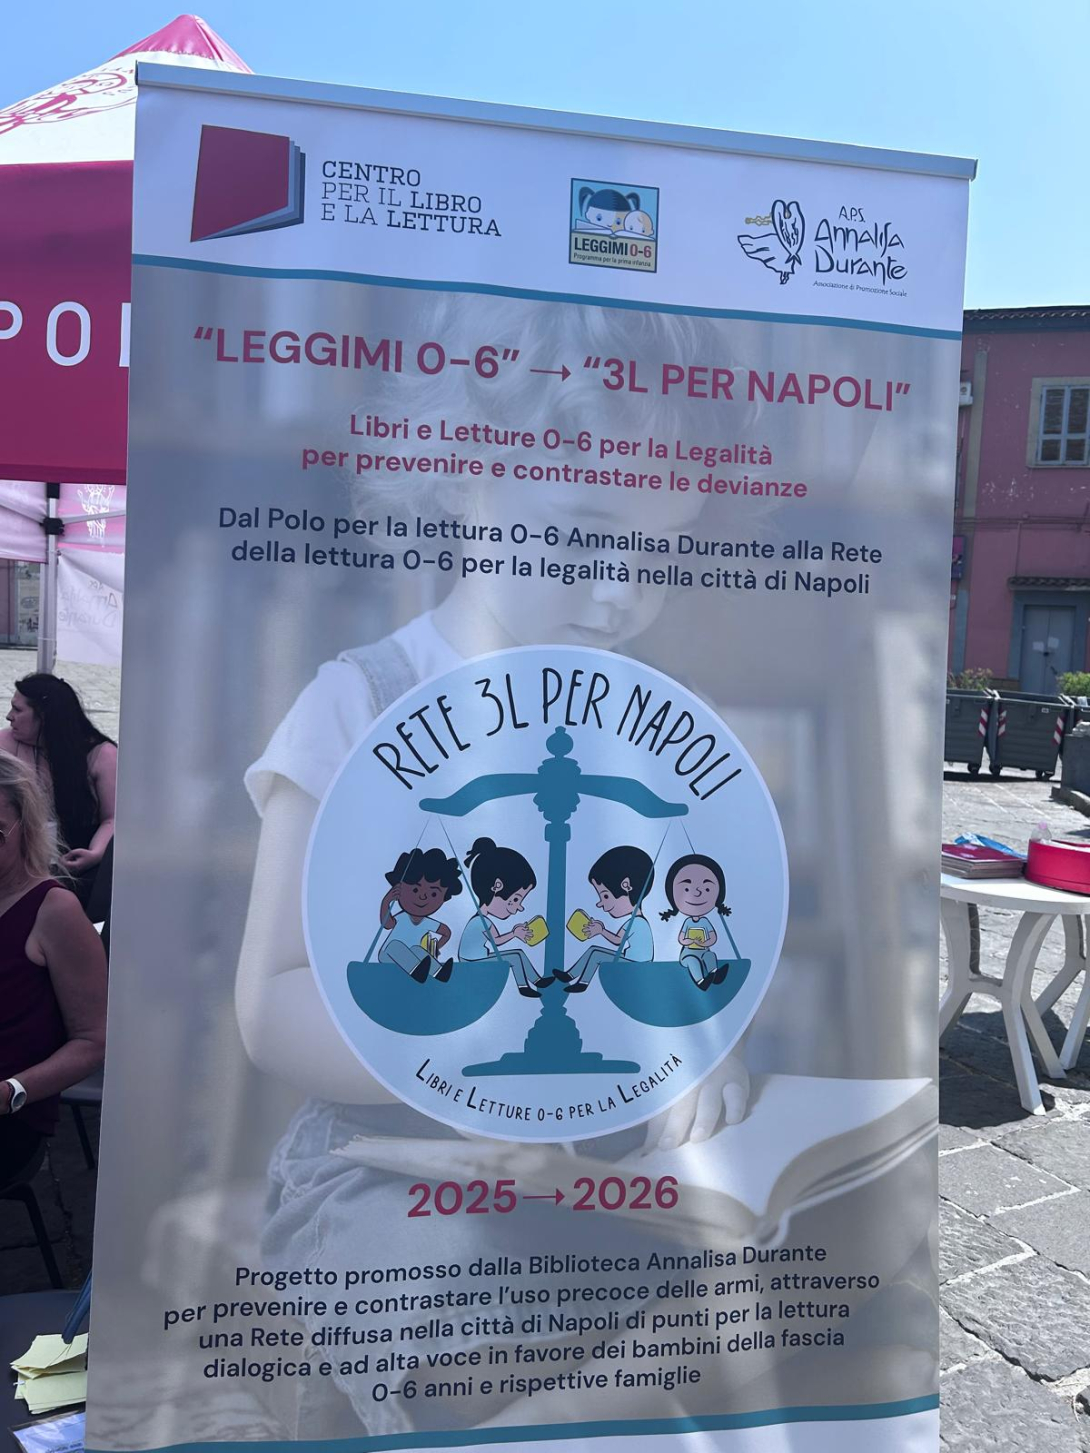 CENTRO
PER IL LIBRO
E LA LETTURA
LEGGIMI 0-6
Programma per la prima infanzia
A.P.S.
Annalisa
Durante
Associazione di Promozione Sociale
PO
“LEGGIMI 0-6” → “3L PER NAPOLI”
Libri e Letture 0-6 per la Legalità
per prevenire e contrastare le devianze
Dal Polo per la lettura 0-6 Annalisa Durante alla Rete
della lettura 0-6 per la legalità nella città di Napoli
RETE 3L PER NAPOLI
LIBRI E LETTURE 0-6 PER LA LEGALITÀ
2025 → 2026
Progetto promosso dalla Biblioteca Annalisa Durante
per prevenire e contrastare l’uso precoce delle armi, attraverso
una Rete diffusa nella città di Napoli di punti per la lettura
dialogica e ad alta voce in favore dei bambini della fascia
0-6 anni e rispettive famiglie